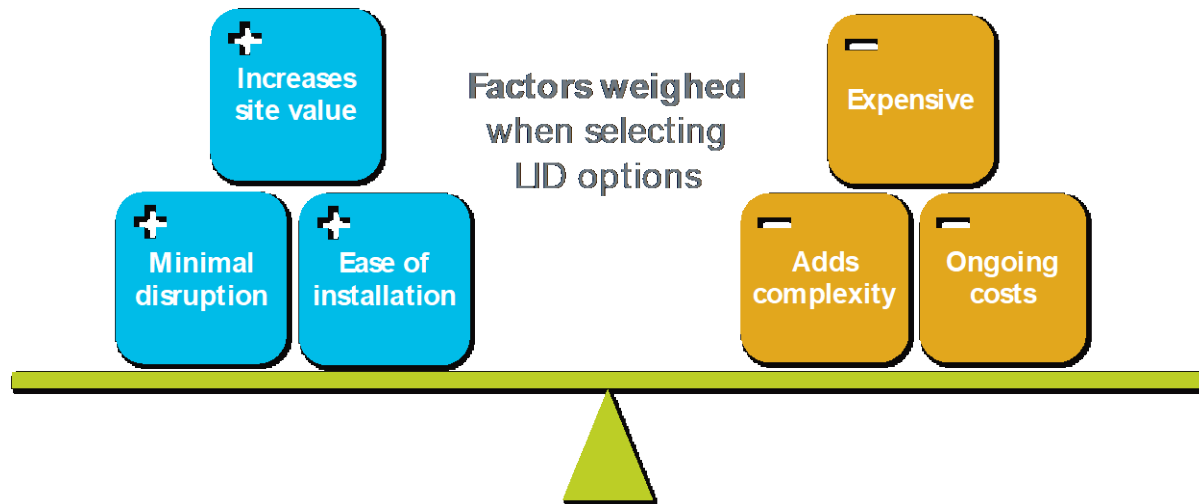 Increases
site value
Minimal
disruption
Ease of
installation
Factors weighed
when selecting
LID options
Expensive
Adds
complexity
Ongoing
costs